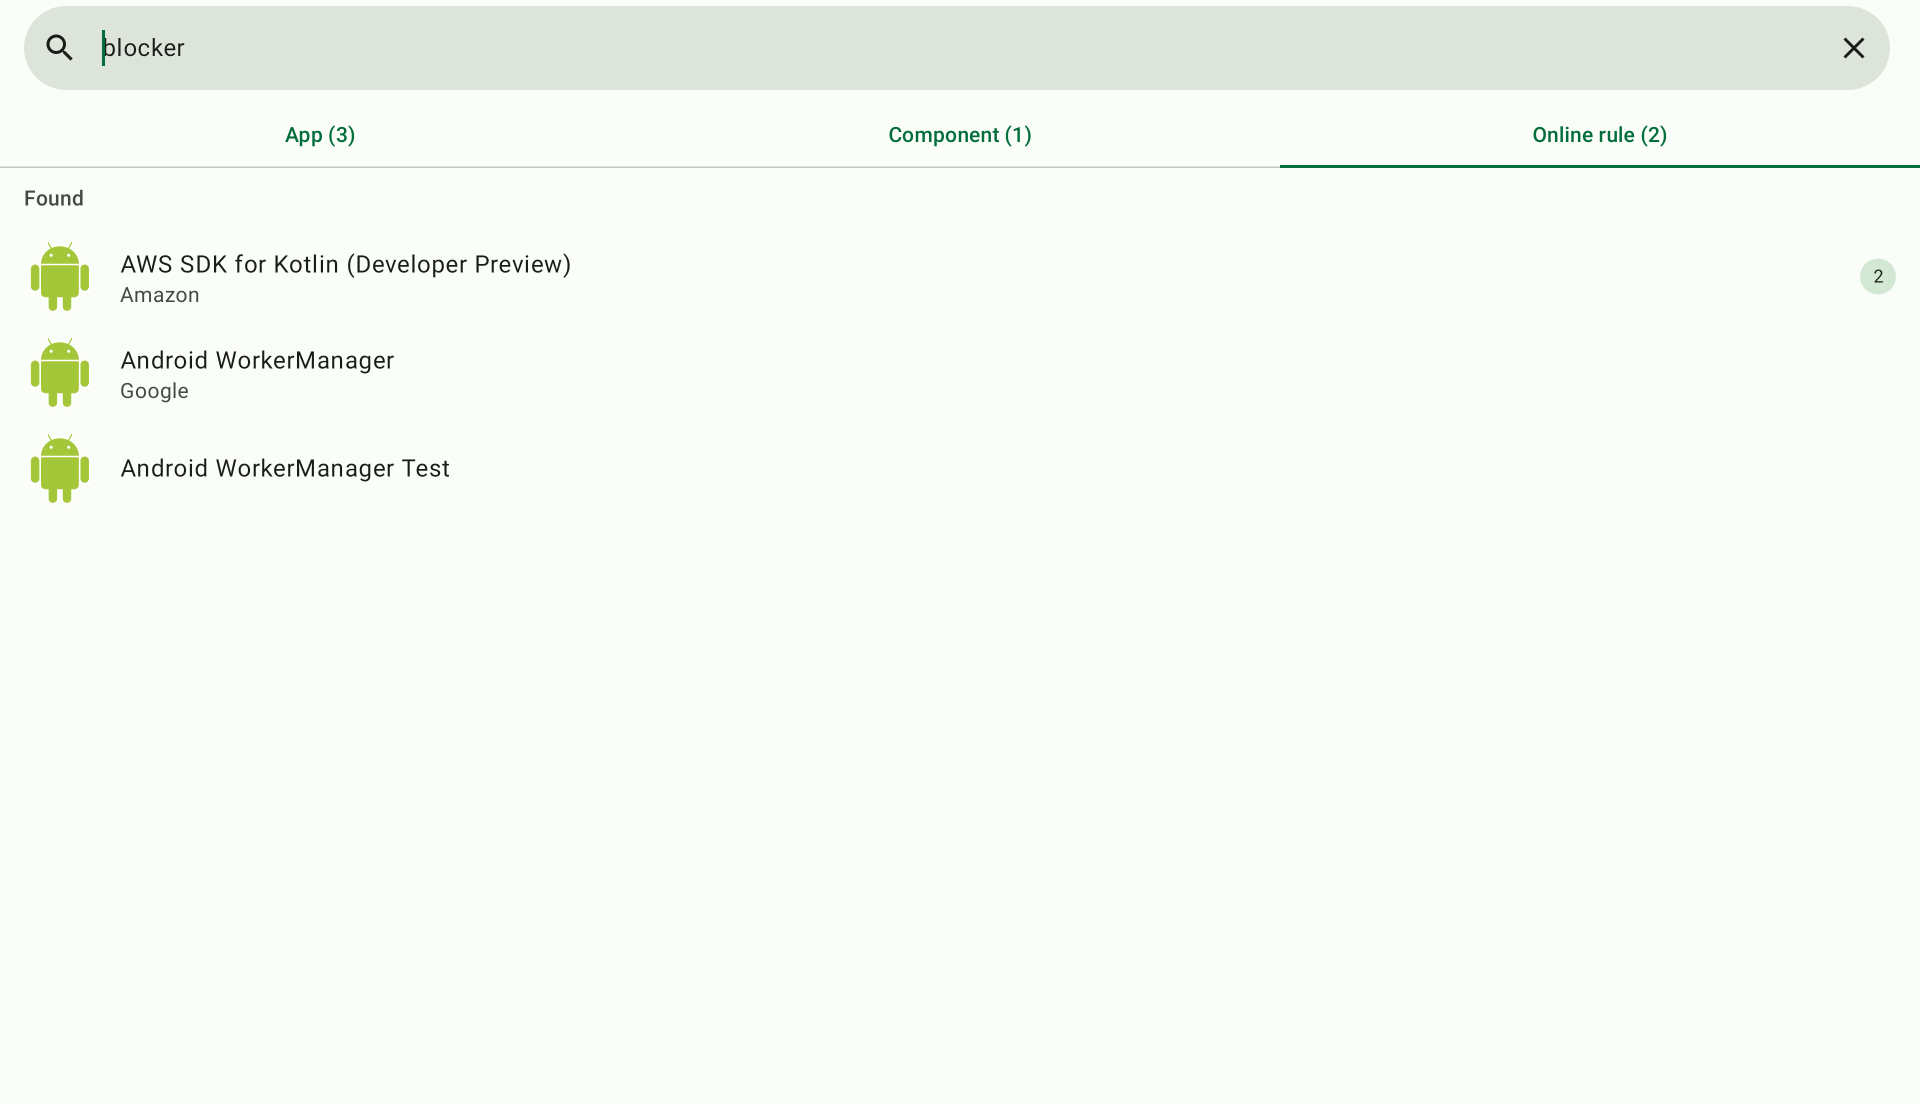 blocker
App (3)
Component (1)
Online rule (2)
Found
AWS SDK for Kotlin (Developer Preview)
Amazon
2
Android WorkerManager
Google
Android WorkerManager Test